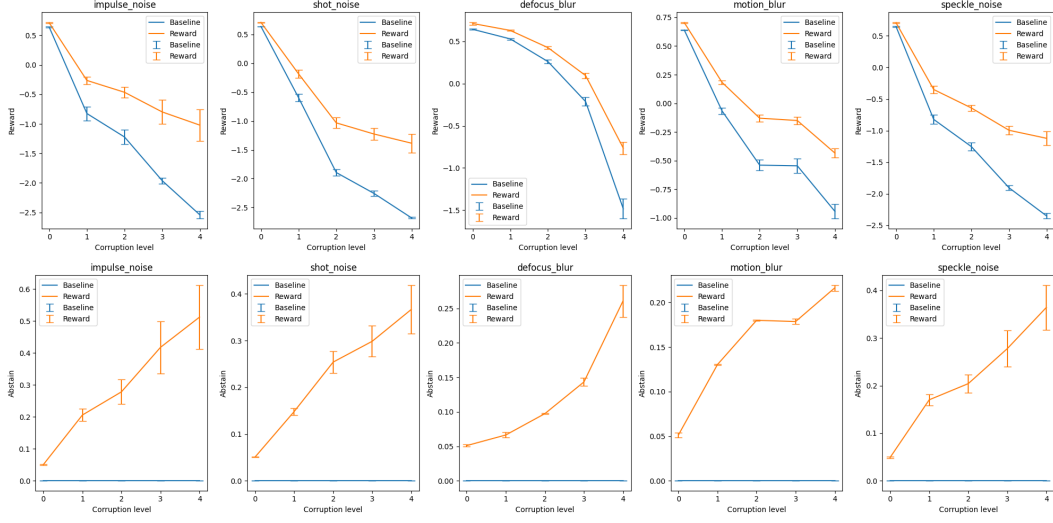 impulse_noise
Reward
0.5
0.0
−0.5
−1.0
−1.5
−2.0
−2.5
Baseline
Reward
Baseline
Reward
0 1 2 3 4
Corruption level
shot_noise
Reward
0.5
0.0
−0.5
−1.0
−1.5
−2.0
−2.5
Baseline
Reward
Baseline
Reward
0 1 2 3 4
Corruption level
defocus_blur
Reward
0.5
0.0
−0.5
−1.0
−1.5
Baseline
Reward
Baseline
Reward
0 1 2 3 4
Corruption level
motion_blur
Reward
0.75
0.50
0.25
0.00
−0.25
−0.50
−0.75
−1.00
Baseline
Reward
Baseline
Reward
0 1 2 3 4
Corruption level
speckle_noise
Reward
0.5
0.0
−0.5
−1.0
−1.5
−2.0
−2.5
Baseline
Reward
Baseline
Reward
0 1 2 3 4
Corruption level
impulse_noise
Abstain
0.6
0.5
0.4
0.3
0.2
0.1
0.0
Baseline
Reward
Baseline
Reward
0 1 2 3 4
Corruption level
shot_noise
Abstain
0.4
0.3
0.2
0.1
0.0
Baseline
Reward
Baseline
Reward
0 1 2 3 4
Corruption level
defocus_blur
Abstain
0.25
0.20
0.15
0.10
0.05
0.00
Baseline
Reward
Baseline
Reward
0 1 2 3 4
Corruption level
motion_blur
Abstain
0.20
0.15
0.10
0.05
0.00
Baseline
Reward
Baseline
Reward
0 1 2 3 4
Corruption level
speckle_noise
Abstain
0.4
0.3
0.2
0.1
0.0
Baseline
Reward
Baseline
Reward
0 1 2 3 4
Corruption level